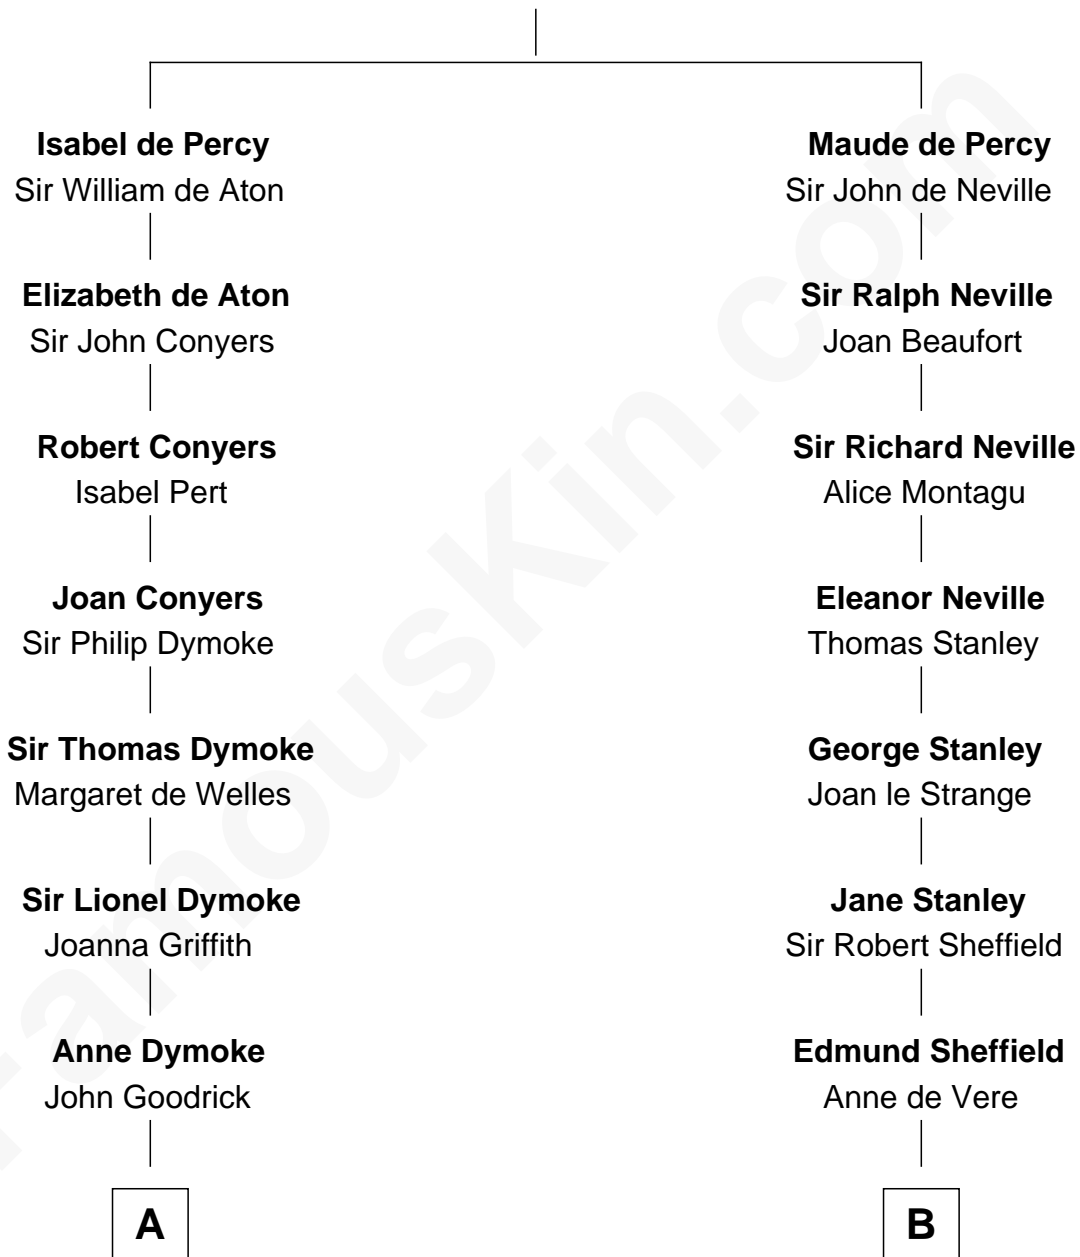 Isabel de Percy
Sir William de Aton
Elizabeth de Aton
Sir John Conyers
Robert Conyers
Isabel Pert
Joan Conyers
Sir Philip Dymoke
Sir Thomas Dymoke
Margaret de Welles
Sir Lionel Dymoke
Joanna Griffith
Anne Dymoke
John Goodrick
A
Maude de Percy
Sir John de Neville
Sir Ralph Neville
Joan Beaufort
Sir Richard Neville
Alice Montagu
Eleanor Neville
Thomas Stanley
George Stanley
Joan le Strange
Jane Stanley
Sir Robert Sheffield
Edmund Sheffield
Anne de Vere
B
FamousKin.com